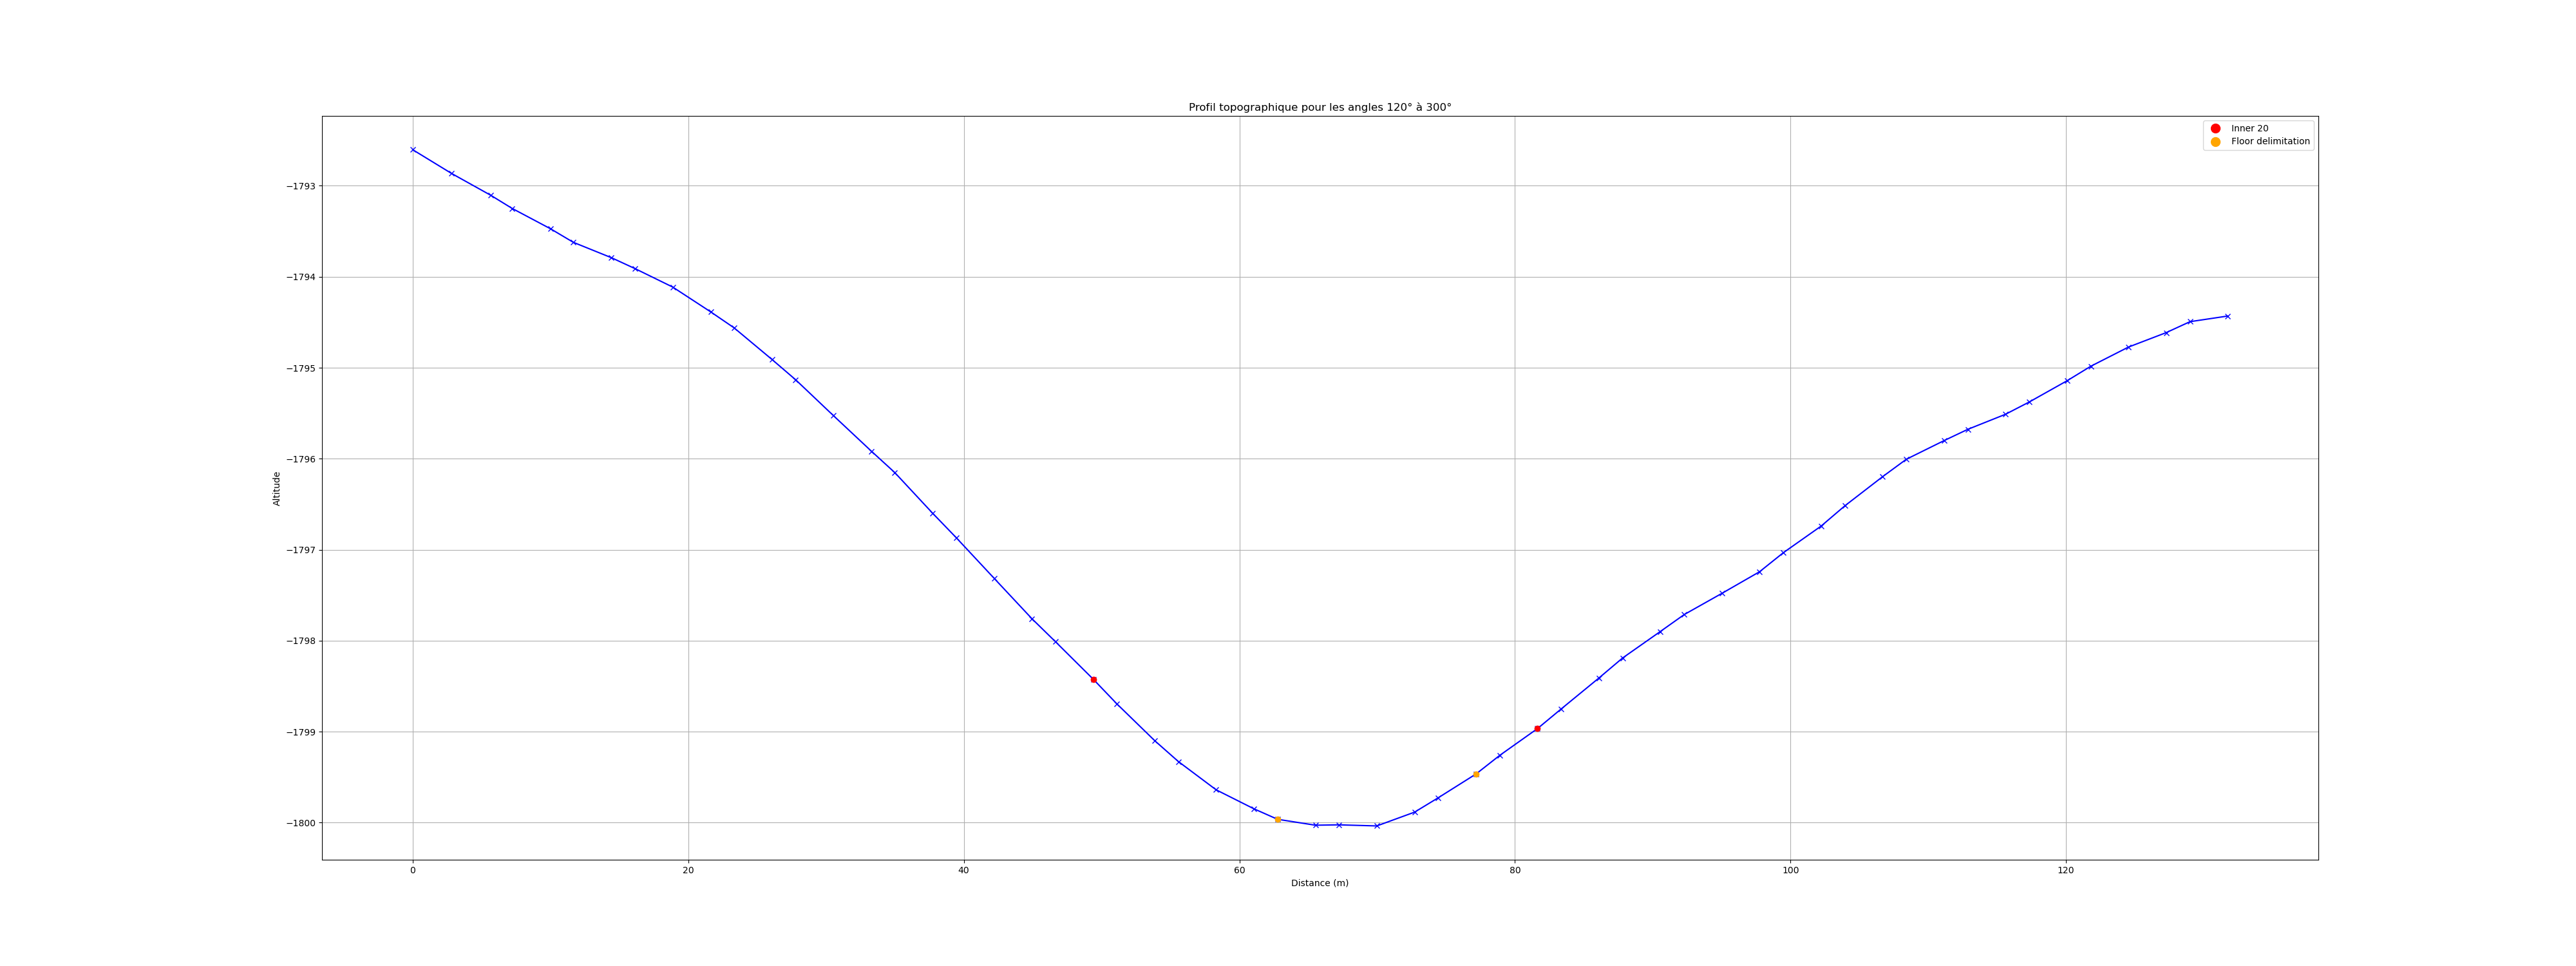 Profil topographique pour les angles 120° à 300°
Inner 20
Floor delimitation
−1793
−1794
−1795
−1796
−1797
−1798
−1799
−1800
Altitude
0 20 40 60 80 100 120
Distance (m)